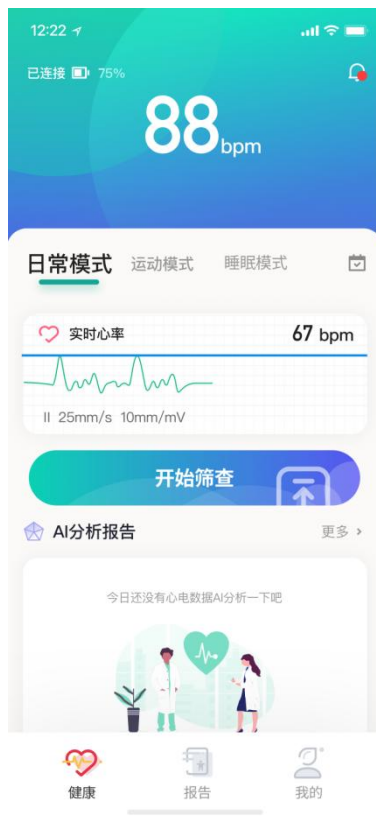 12:22
已连接 75%
88 bpm
日常模式 运动模式 睡眠模式
实时心率 67 bpm
II 25mm/s 10mm/mV
开始筛查
AI分析报告 更多 >
今日还没有心电数据AI分析一下吧
健康 报告 我的